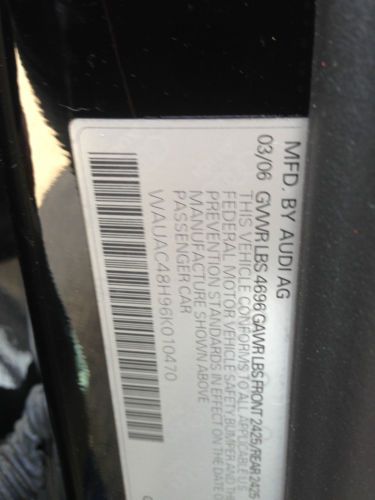 MFD. BY AUDI AG
03/06 GVWR LBS 4696 GAWR LBS FRONT 2425/REAR 2425
THIS VEHICLE CONFORMS TO ALL APPLICABLE U.S.
FEDERAL MOTOR VEHICLE SAFETY, BUMPER AND
PREVENTION STANDARDS IN EFFECT ON THE DATE
MANUFACTURE SHOWN ABOVE
PASSENGER CAR
WAUAC48H96K010470